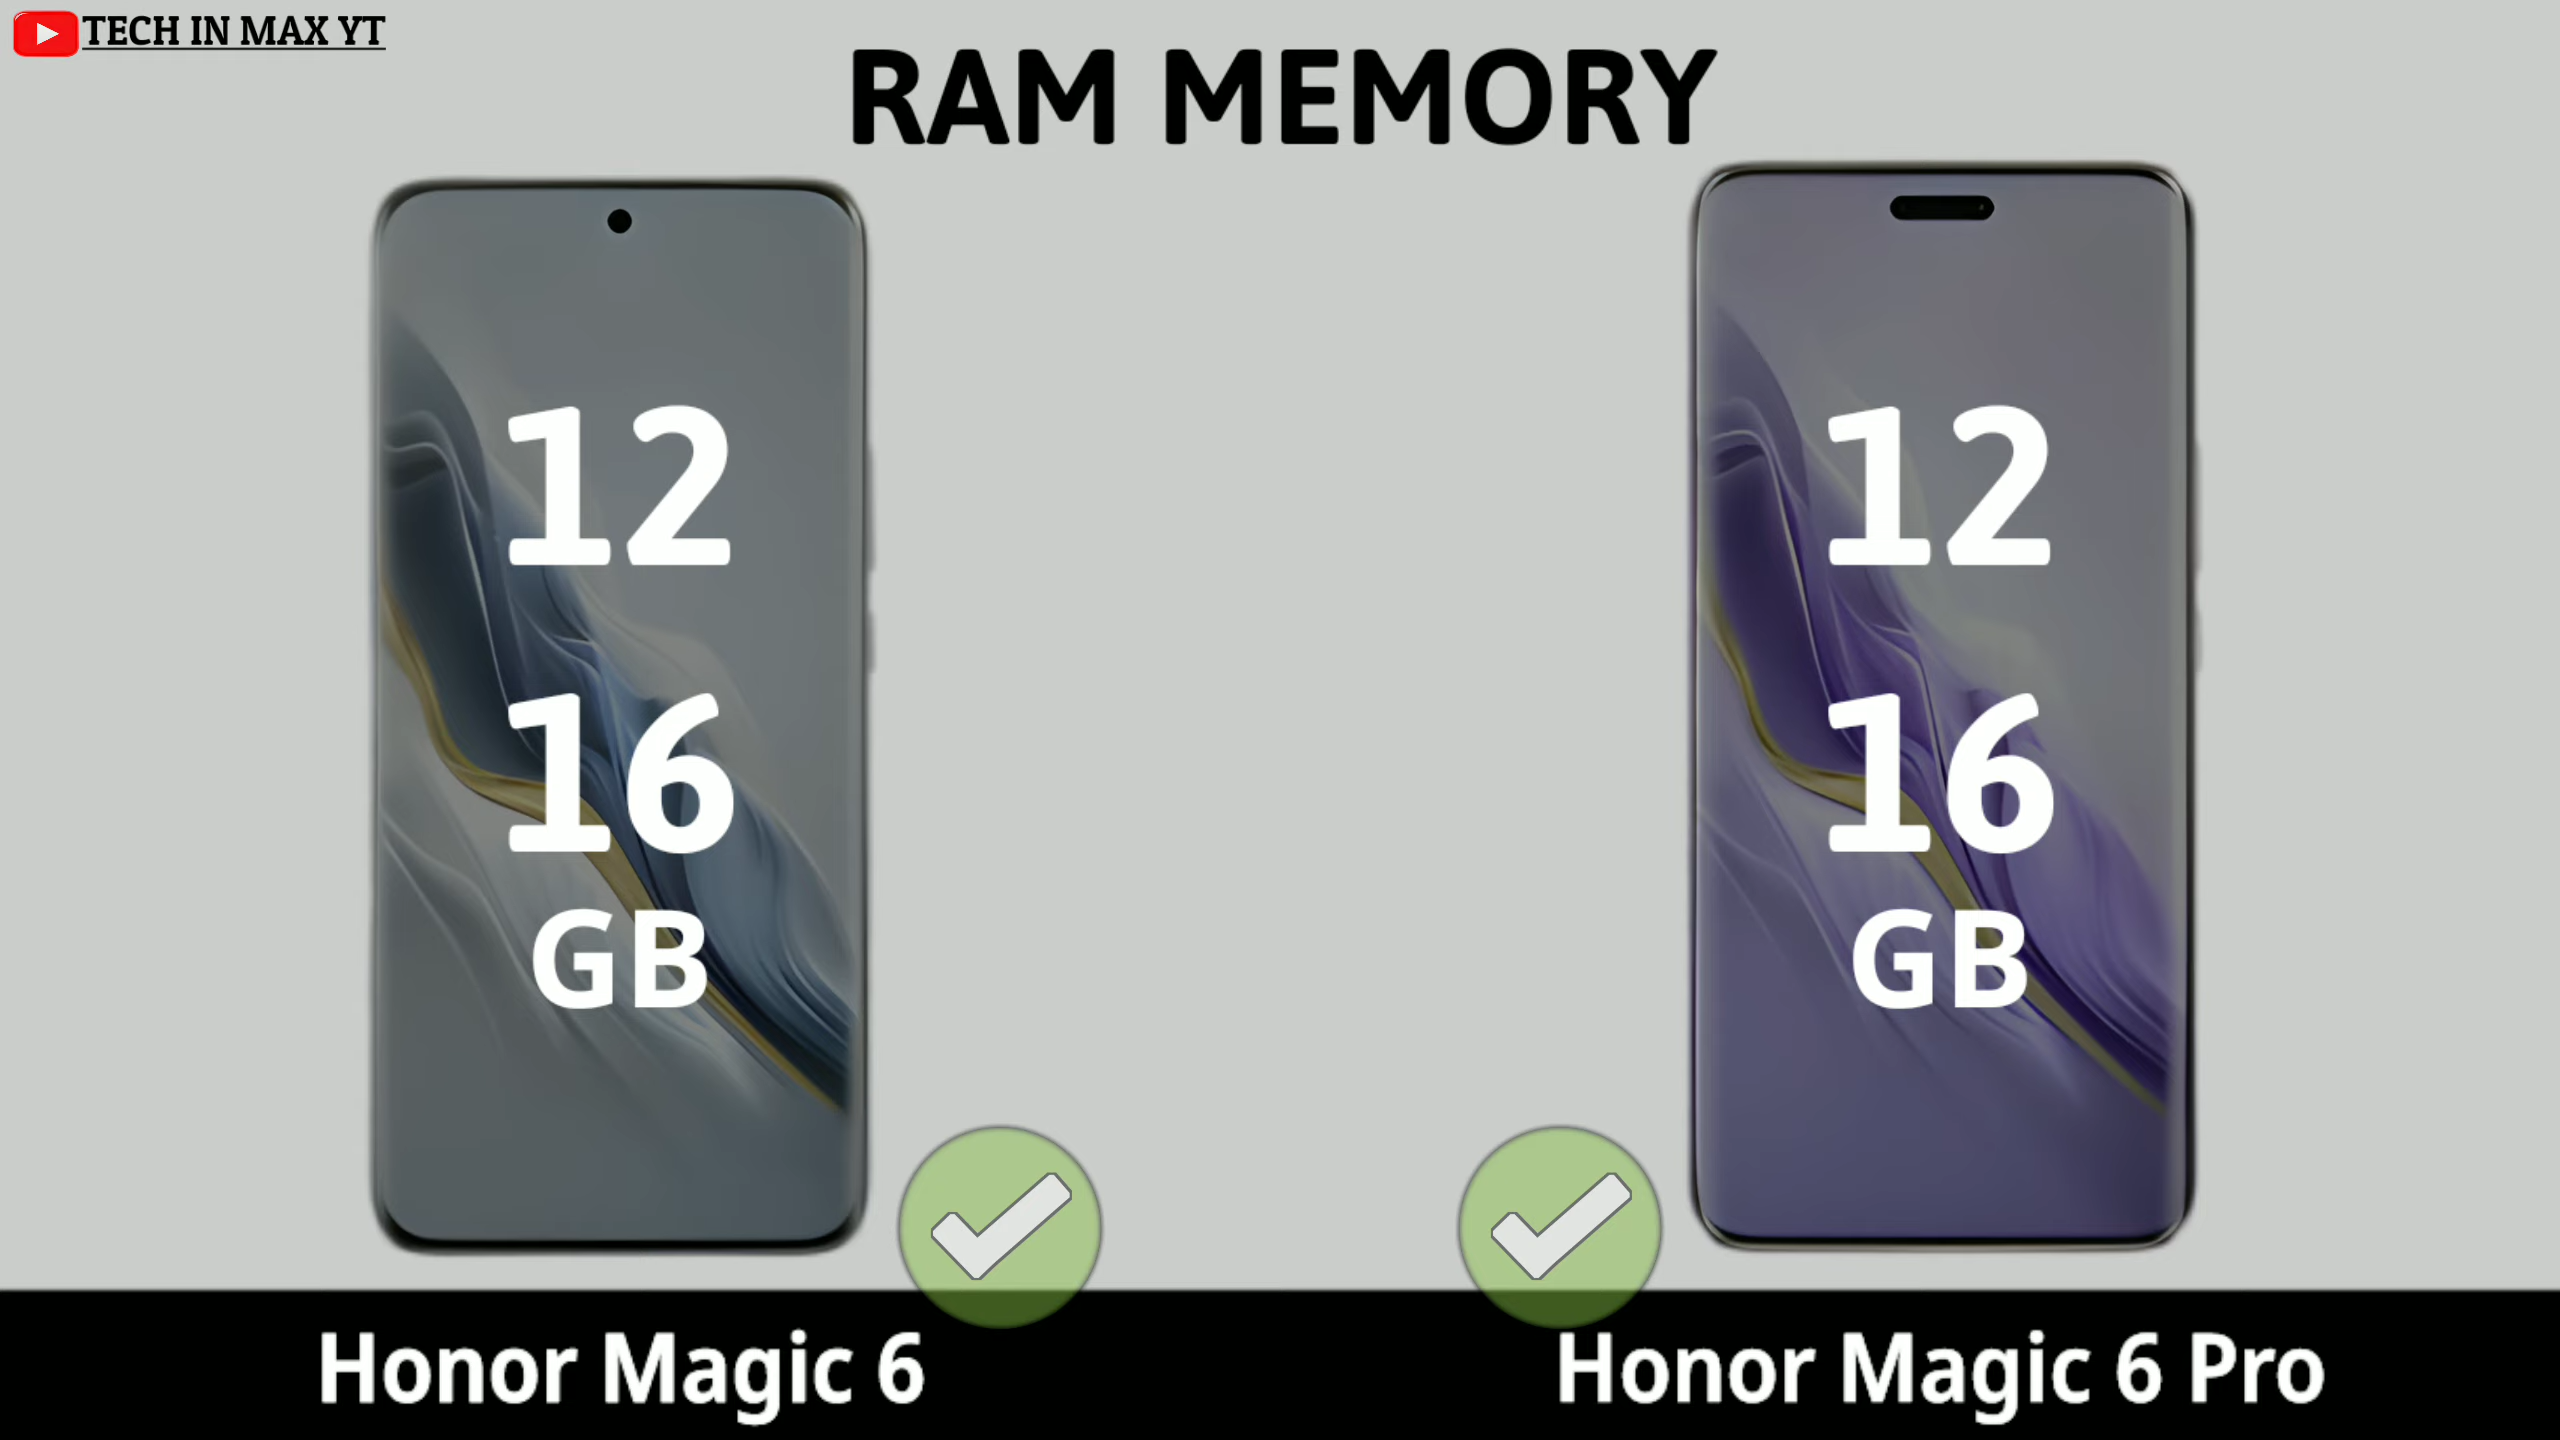 TECH IN MAX YT
RAM MEMORY
12
16
GB
12
16
GB
Honor Magic 6
Honor Magic 6 Pro